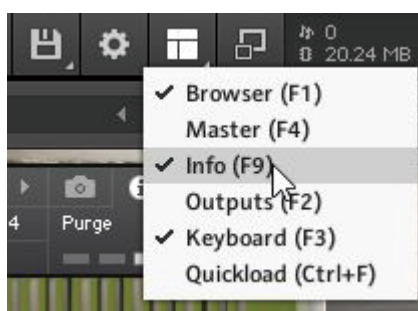 0
20.24 MB
✓ Browser (F1)
Master (F4)
✓ Info (F9)
Outputs (F2)
4 Purge
✓ Keyboard (F3)
Quickload (Ctrl+F)